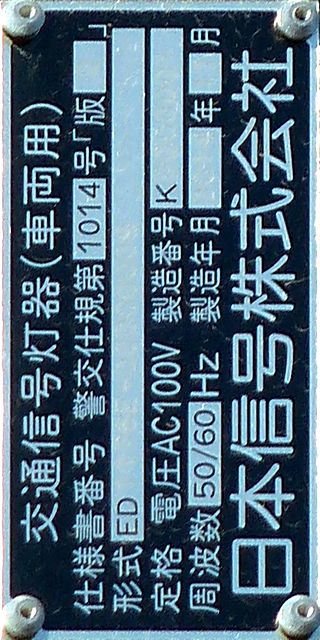 交通信号灯器(車両用)
仕様書番号 警交仕規第1014号「版」
形式 ED
定格 電圧AC100V 製造番号 K
周波数 50/60 Hz 製造年月 年 月
日本信号株式会社